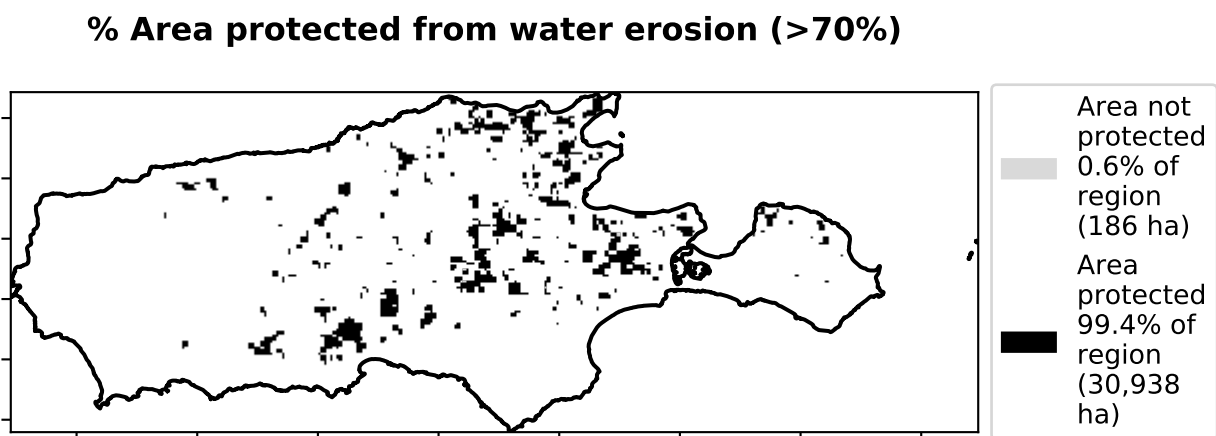 % Area protected from water erosion (>70%)
Area not
protected
0.6% of
region
(186 ha)
Area
protected
99.4% of
region
(30,938
ha)